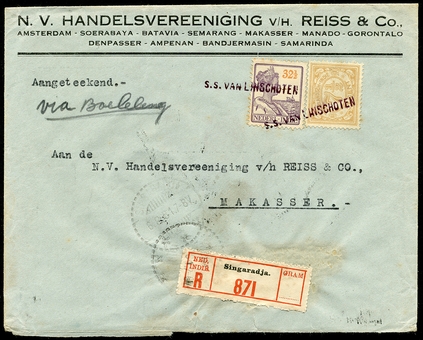 N. V. HANDELSVEREENIGING V/H. REISS & Co.,
AMSTERDAM - SOERABAYA - BATAVIA - SEMARANG - MAKASSER - MANADO - GORONTALO
DENPASSER - AMPENAN - BANDJERMASIN - SAMARINDA
Aangeteekend.-
via Boeleleng
32½
S.S. VAN LINSCHOTEN
S.S. VAN LINSCHOTEN
Aan de
N.V. Handelsvereeniging v/h REISS & CO.,
MAKASSER.-
NED. INDIË.
Singaradja.
GRAM
R
871